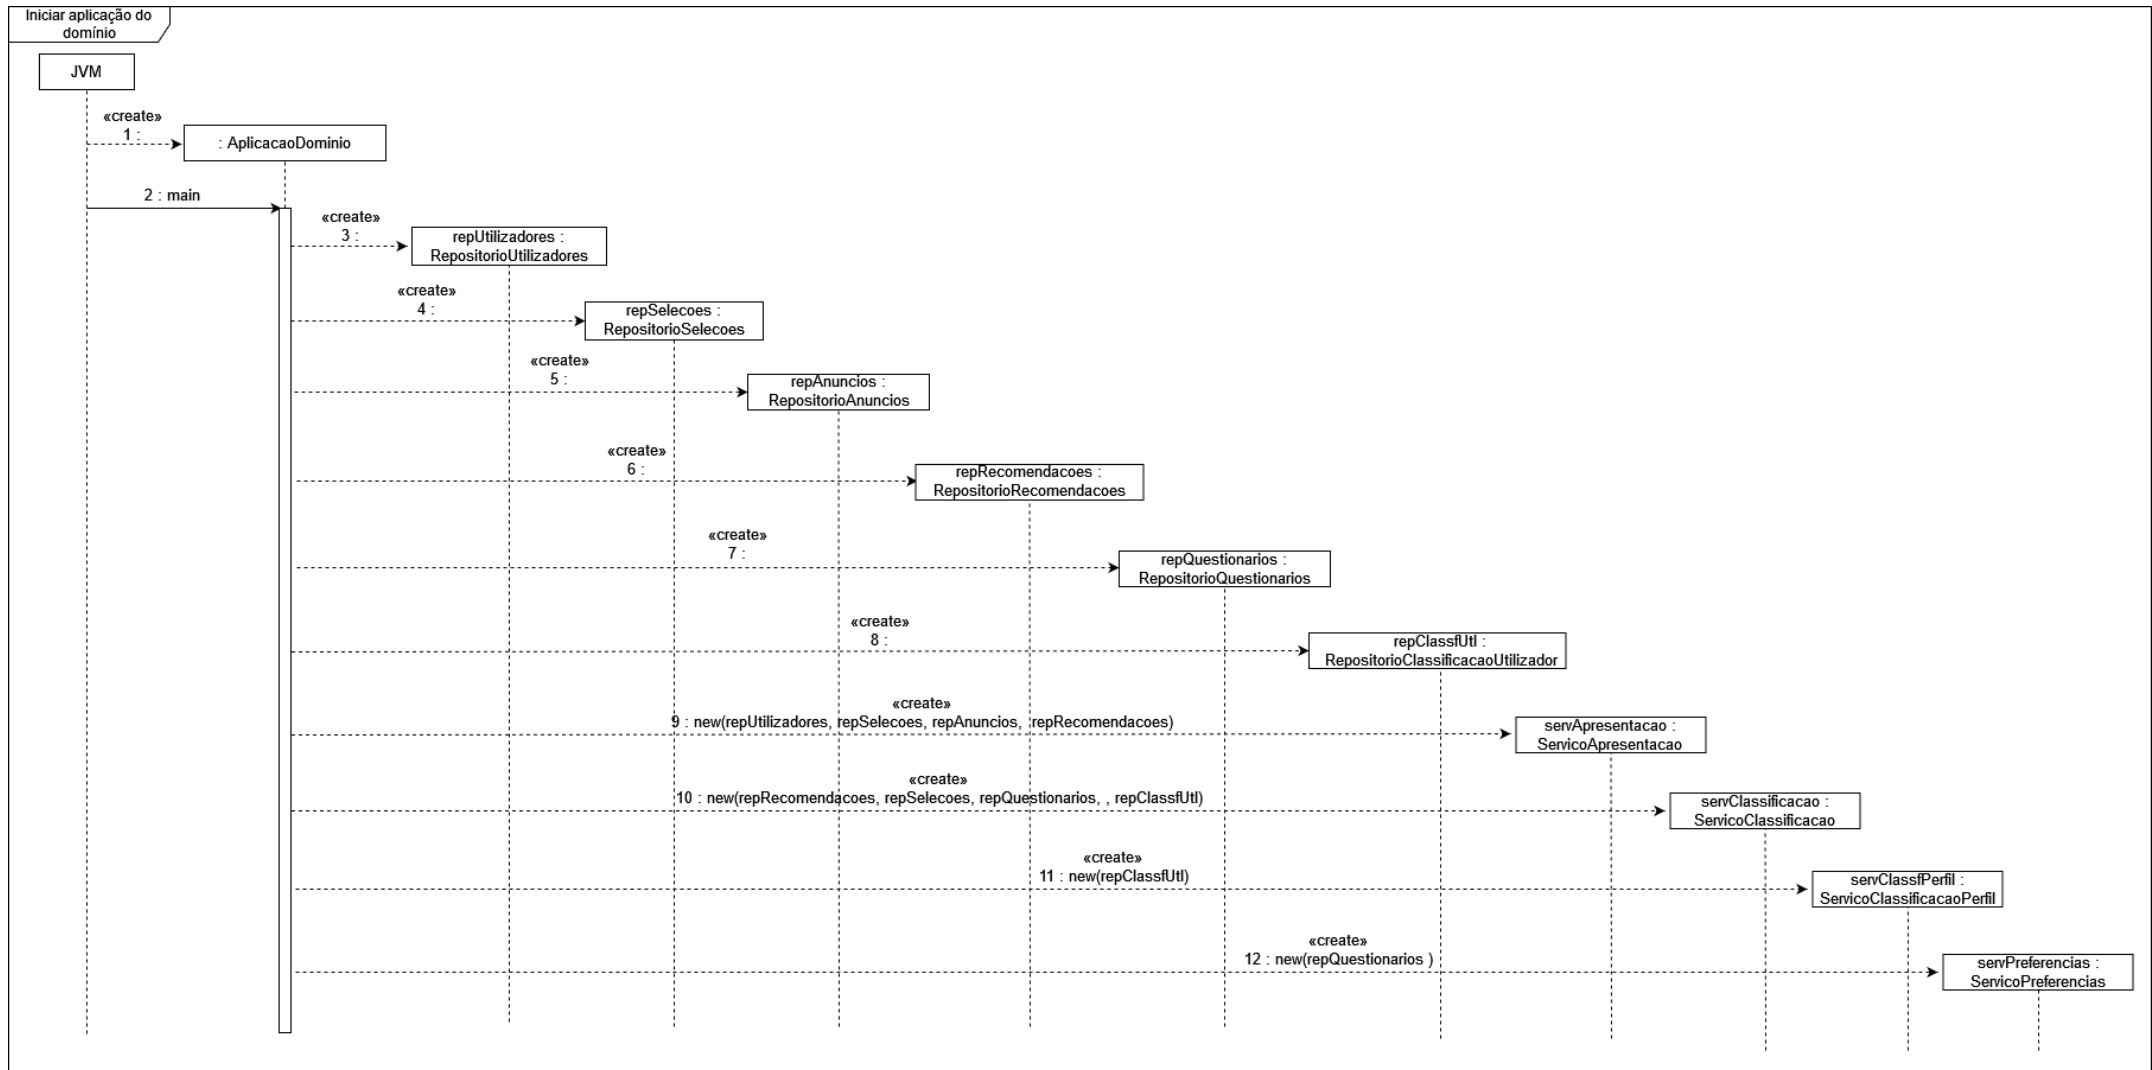 Iniciar aplicação do
domínio
JVM
«create»
1 :
: AplicacaoDominio
2 : main
«create»
3 :
repUtilizadores :
RepositorioUtilizadores
«create»
4 :
repSelecoes :
RepositorioSelecoes
«create»
5 :
repAnuncios :
RepositorioAnuncios
«create»
6 :
repRecomendacoes :
RepositorioRecomendacoes
«create»
7 :
repQuestionarios :
RepositorioQuestionarios
«create»
8 :
repClassfUtl :
RepositorioClassificacaoUtilizador
«create»
9 : new(repUtilizadores, repSelecoes, repAnuncios, repRecomendacoes)
servApresentacao :
ServicoApresentacao
«create»
10 : new(repRecomendacoes, repSelecoes, repQuestionarios, , repClassfUtl)
servClassificacao :
ServicoClassificacao
«create»
11 : new(repClassfUtl)
servClassfPerfil :
ServicoClassificacaoPerfil
«create»
12 : new(repQuestionarios )
servPreferencias :
ServicoPreferencias